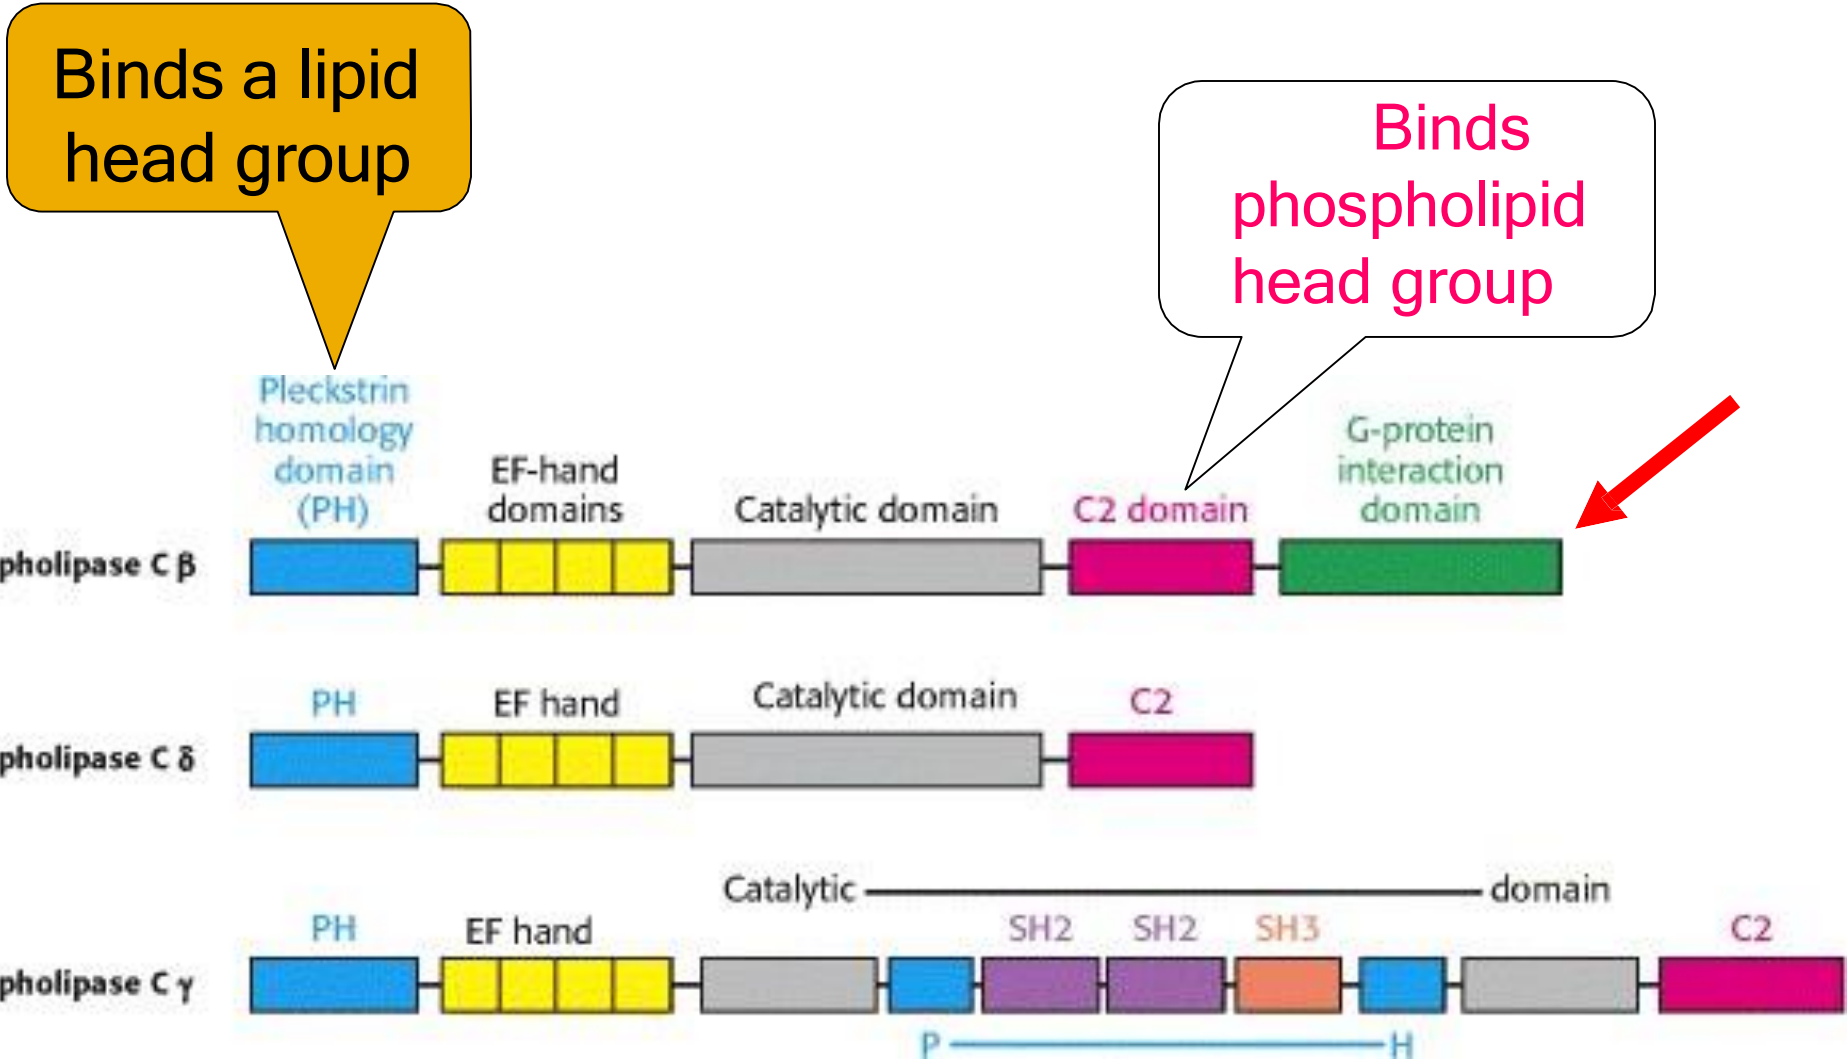 Binds a lipid
head group
Binds
phospholipid
head group
Pleckstrin
homology
domain
(PH)
EF-hand
domains
Catalytic domain
C2 domain
G-protein
interaction
domain
pholipase C β
PH
EF hand
Catalytic domain
C2
pholipase C δ
Catalytic domain
PH
EF hand
SH2
SH2
SH3
C2
pholipase C γ
P H